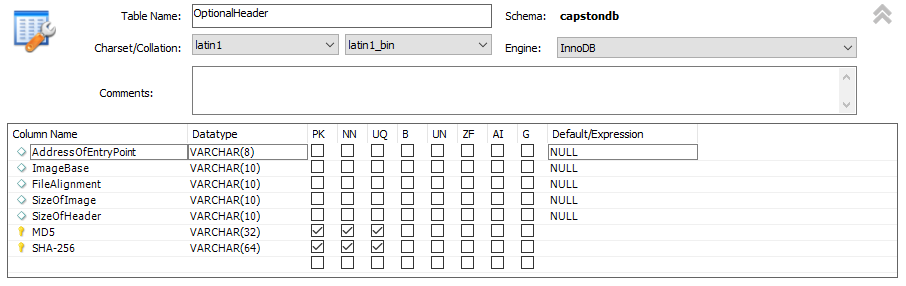 Table Name: OptionalHeader Schema: capstondb
Charset/Collation: latin1 latin1_bin Engine: InnoDB
Comments:
Column Name Datatype PK NN UQ B UN ZF AI G Default/Expression
AddressOfEntryPoint VARCHAR(8) NULL
ImageBase VARCHAR(10) NULL
FileAlignment VARCHAR(10) NULL
SizeOfImage VARCHAR(10) NULL
SizeOfHeader VARCHAR(10) NULL
MD5 VARCHAR(32)
SHA-256 VARCHAR(64)